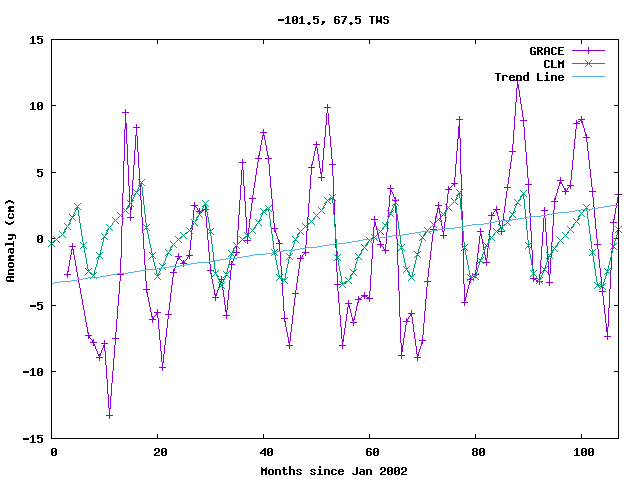 -101.5, 67.5 TWS
GRACE
CLM
Trend Line
15
10
5
0
-5
-10
-15
Anomaly (cm)
0 20 40 60 80 100
Months since Jan 2002